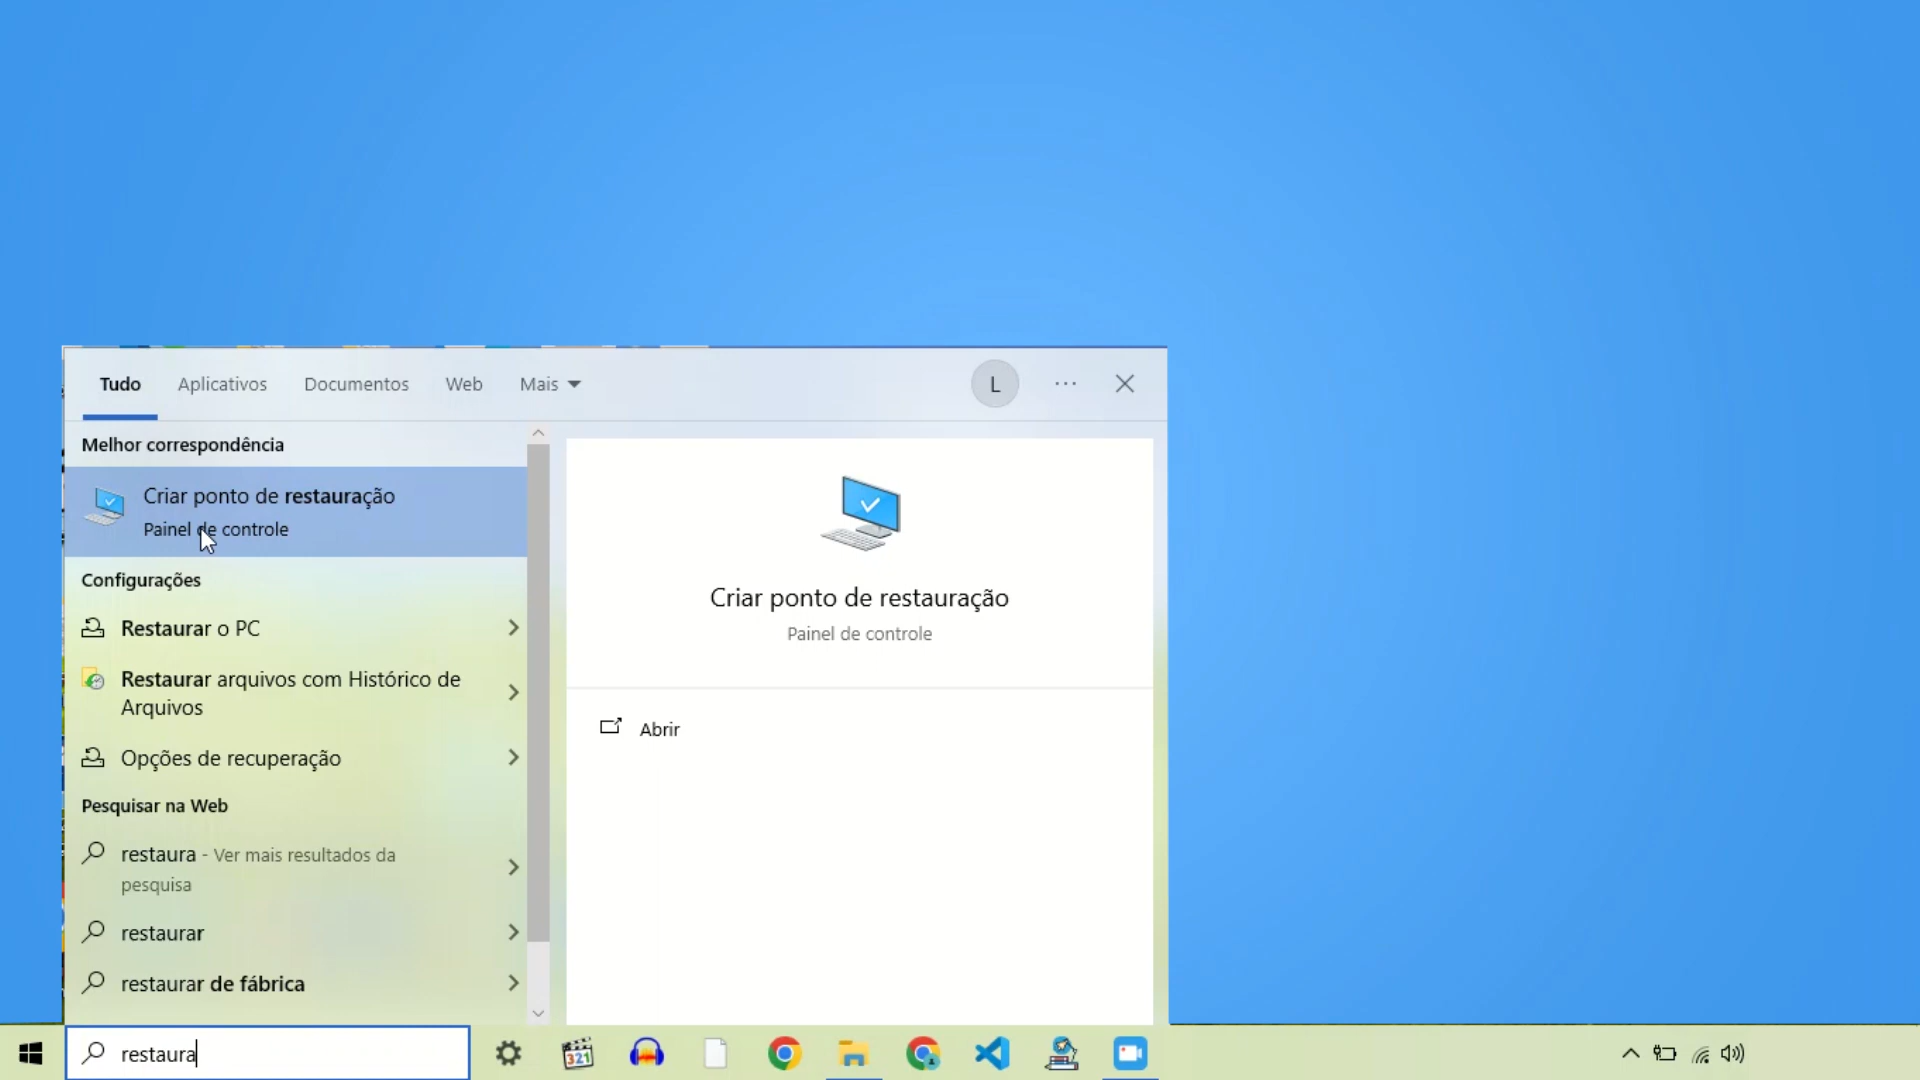 Tudo
Aplicativos
Documentos
Web
Mais
L
Melhor correspondência
Criar ponto de restauração
Painel de controle
Configurações
Restaurar o PC
Restaurar arquivos com Histórico de
Arquivos
Opções de recuperação
Pesquisar na Web
restaura - Ver mais resultados da
pesquisa
restaurar
restaurar de fábrica
Criar ponto de restauração
Painel de controle
Abrir
restaura
321